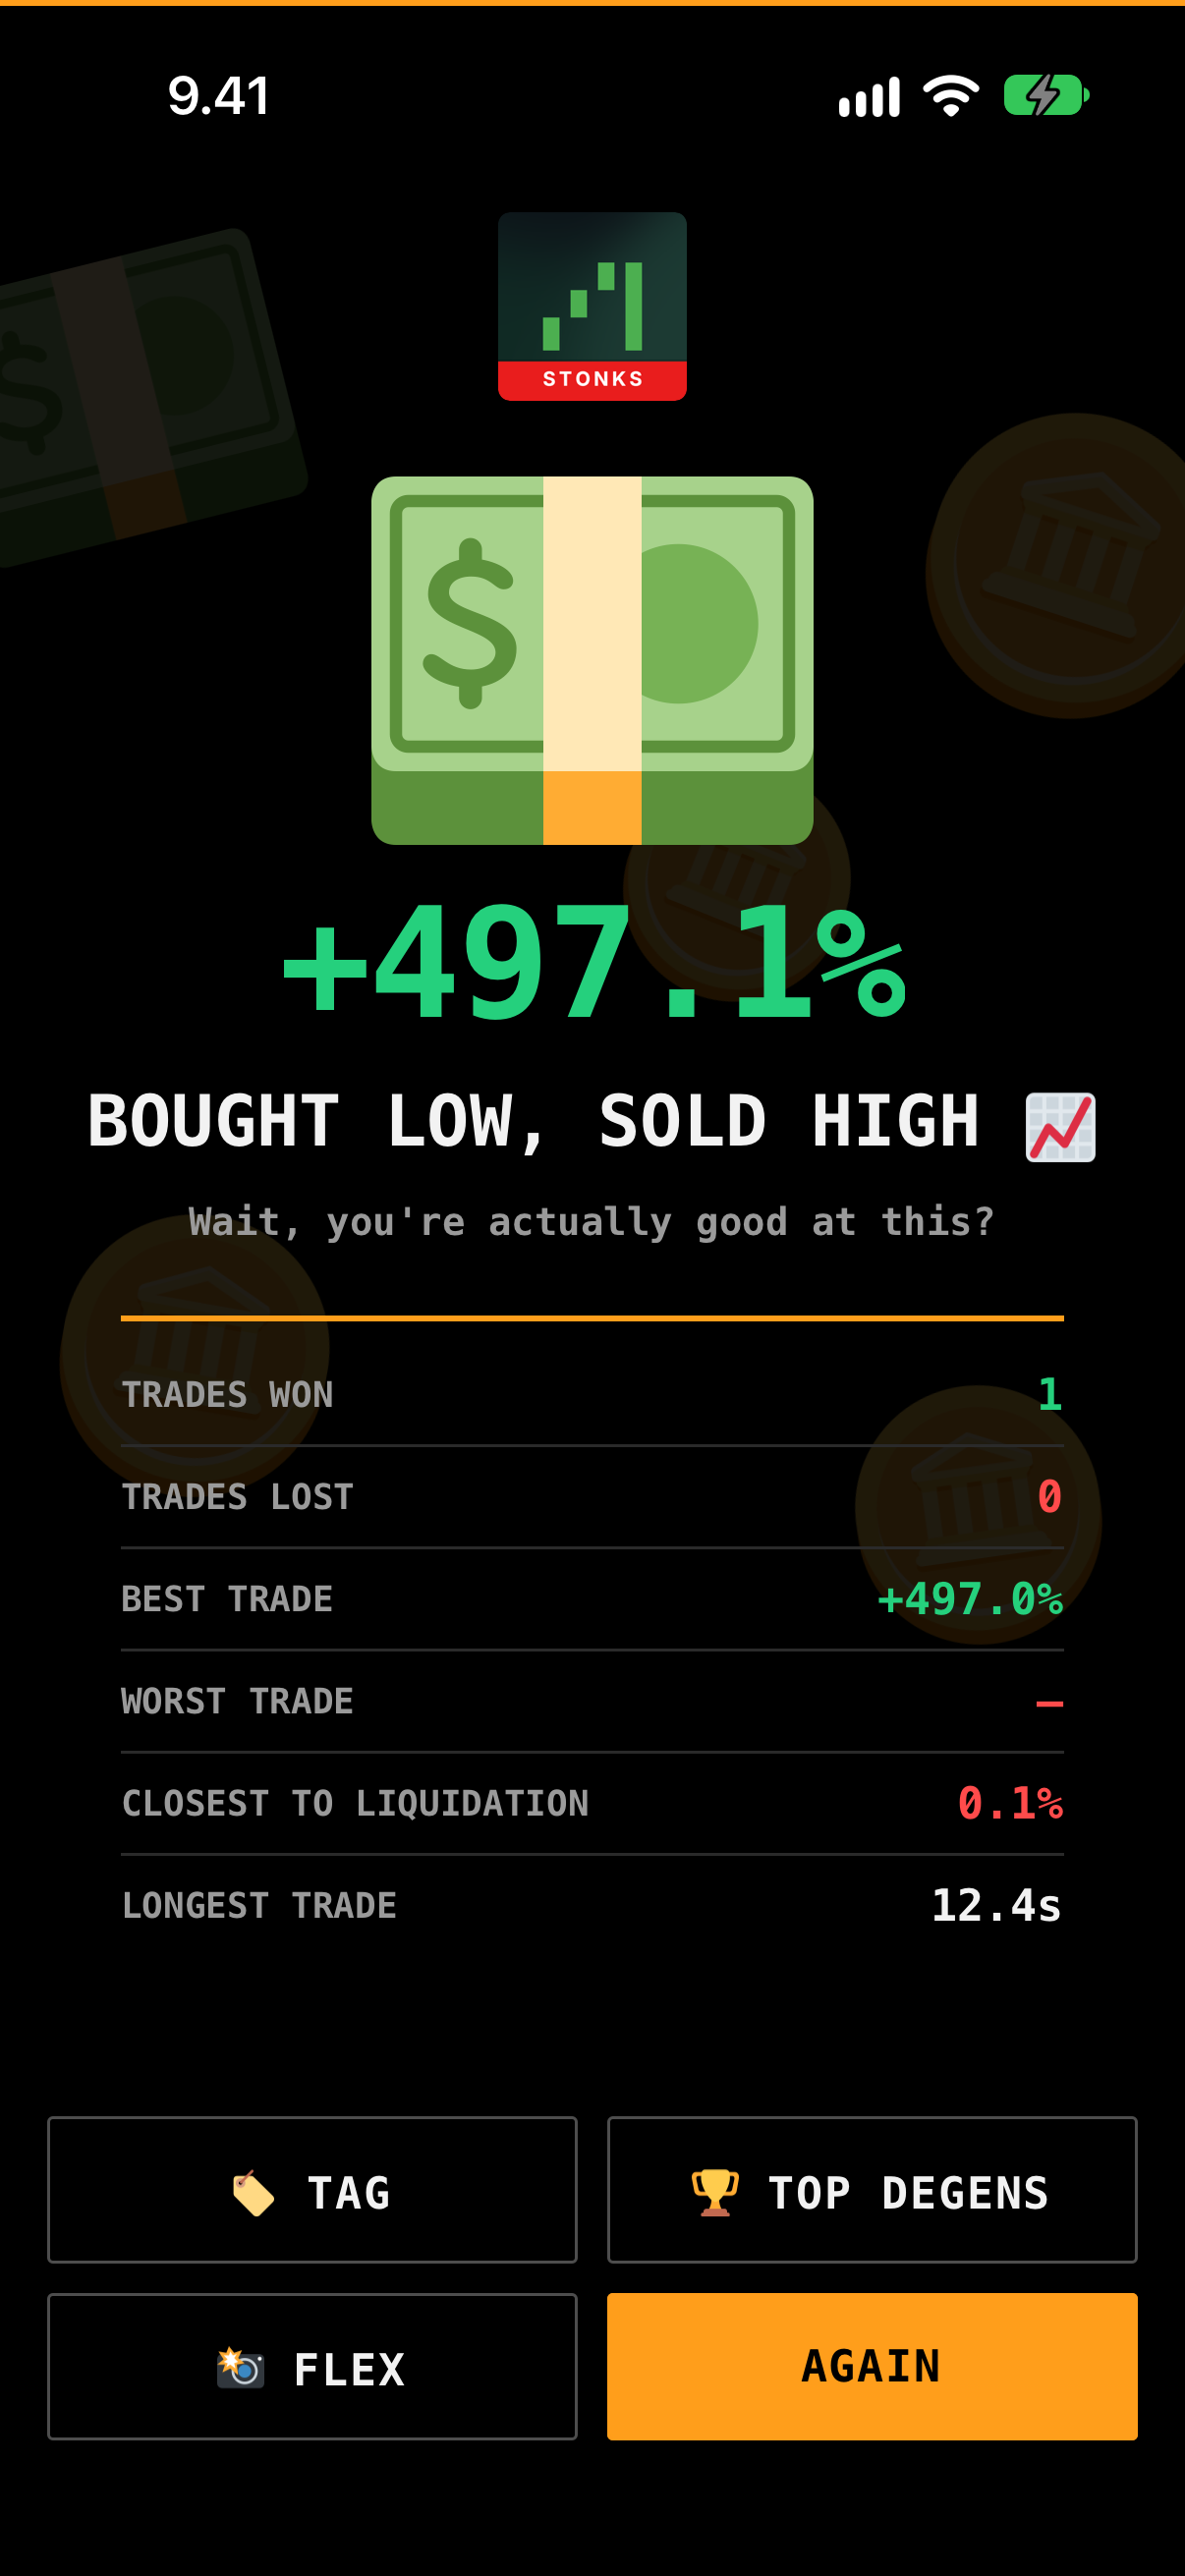 9.41
STONKS
$
$
+497.1%
BOUGHT LOW, SOLD HIGH 📈
Wait, you're actually good at this?
TRADES WON 1
TRADES LOST 0
BEST TRADE +497.0%
WORST TRADE —
CLOSEST TO LIQUIDATION 0.1%
LONGEST TRADE 12.4s
🏷️ TAG
🏆 TOP DEGENS
📸 FLEX
AGAIN